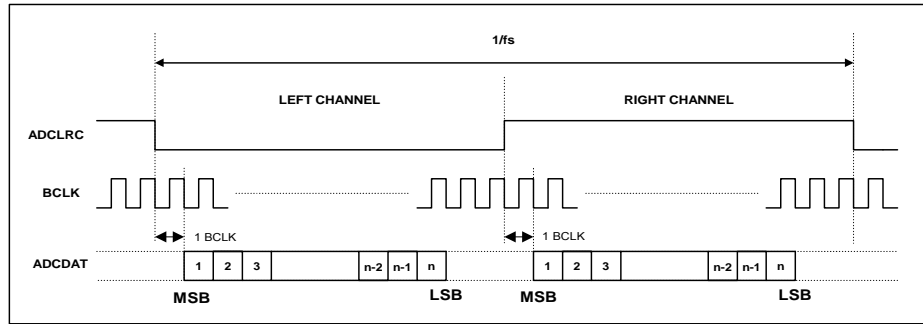 1/fs
LEFT CHANNEL RIGHT CHANNEL
ADCLRC
BCLK
1 BCLK 1 BCLK
ADCDAT 1 2 3 n-2 n-1 n 1 2 3 n-2 n-1 n
MSB LSB MSB LSB